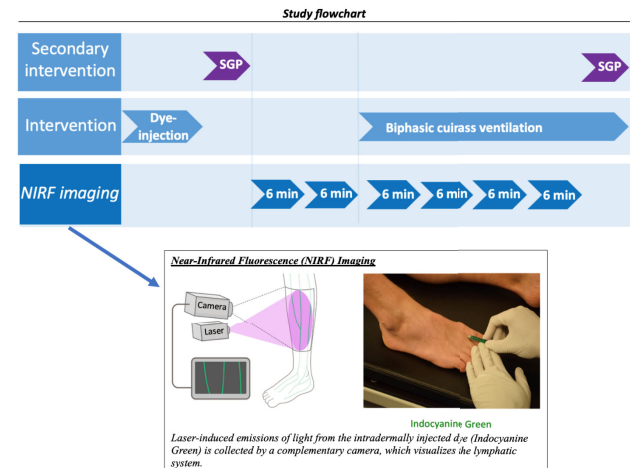 Study flowchart
Secondary
intervention
SGP
SGP
Intervention
Dye-
injection
Biphasic cuirass ventilation
NIRF imaging
6 min
6 min
6 min
6 min
6 min
6 min
Near-Infrared Fluorescence (NIRF) Imaging
Camera
Laser
Indocyanine Green
Laser-induced emissions of light from the intradermally injected dye (Indocyanine
Green) is collected by a complementary camera, which visualizes the lymphatic
system.